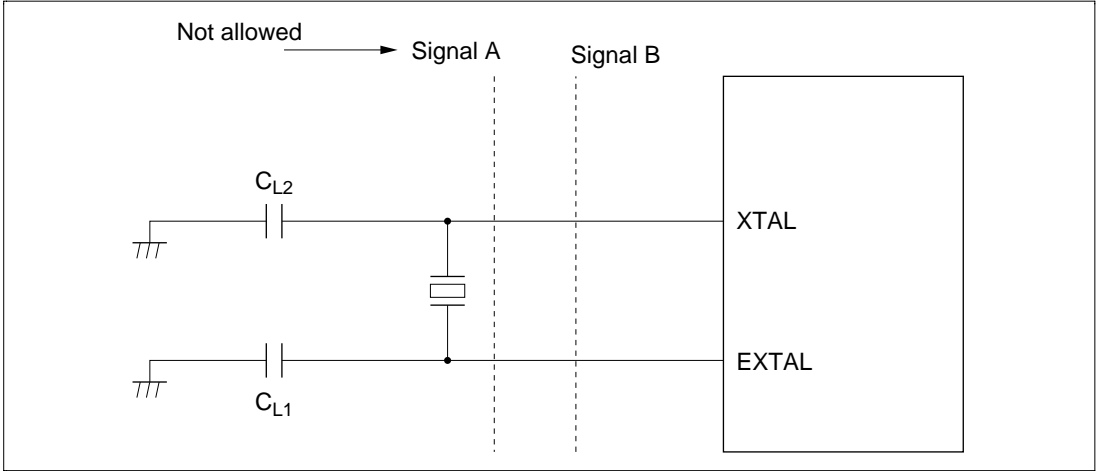 Not allowed
Signal A
Signal B
CL2
XTAL
EXTAL
CL1